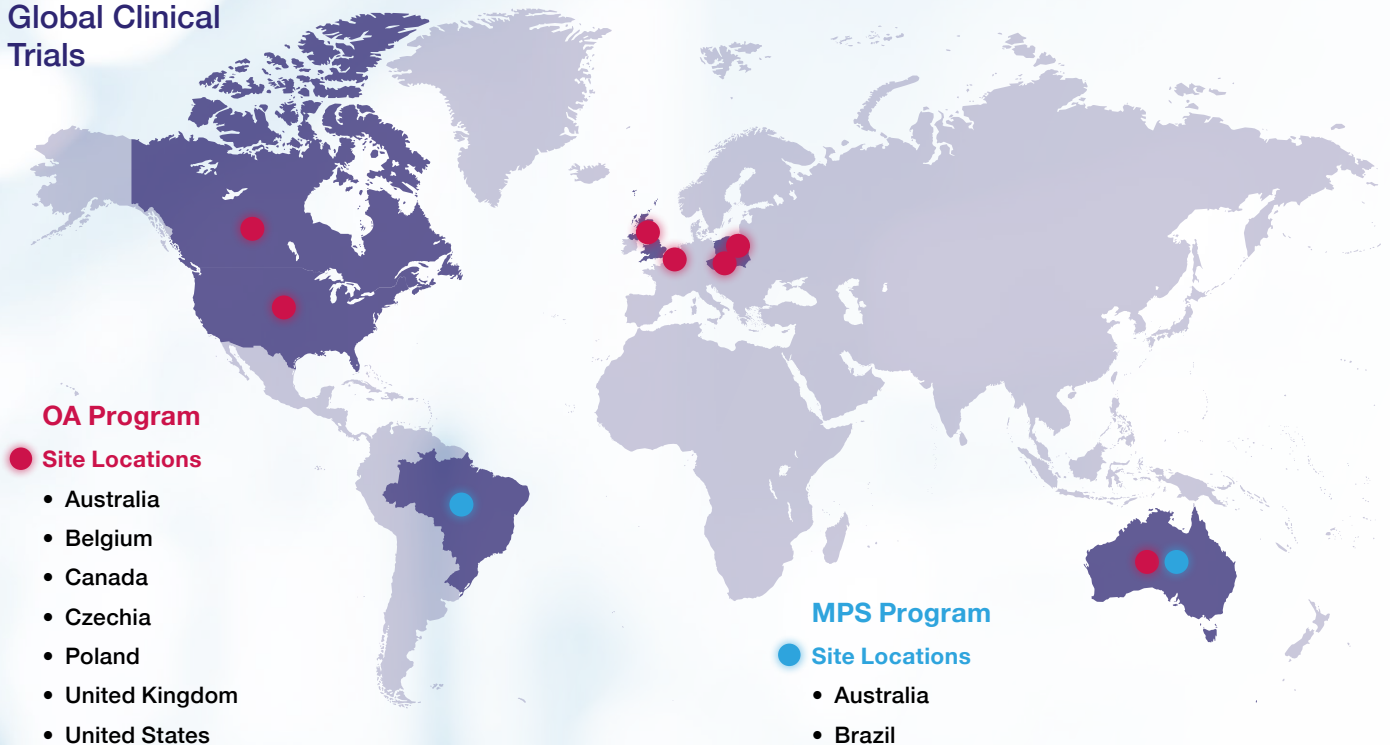 Global Clinical
Trials
OA Program
Site Locations
• Australia
• Belgium
• Canada
• Czechia
• Poland
• United Kingdom
• United States
MPS Program
Site Locations
• Australia
• Brazil